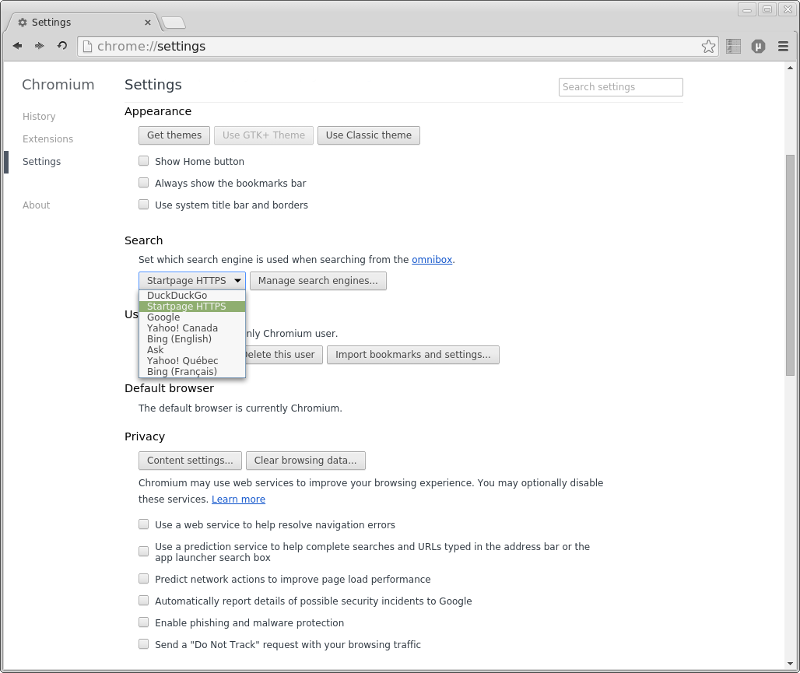 Settings
chrome://settings
Chromium
History
Extensions
Settings
About
Settings
Search settings
Appearance
Get themes
Use GTK+ Theme
Use Classic theme
Show Home button
Always show the bookmarks bar
Use system title bar and borders
Search
Set which search engine is used when searching from the omnibox.
Startpage HTTPS
Manage search engines...
DuckDuckGo
Startpage HTTPS
Google
Yahoo! Canada
Bing (English)
Ask
Yahoo! Québec
Bing (Français)
Chromium user.
this user
Import bookmarks and settings...
Default browser
The default browser is currently Chromium.
Privacy
Content settings...
Clear browsing data...
Chromium may use web services to improve your browsing experience. You may optionally disable
these services. Learn more
Use a web service to help resolve navigation errors
Use a prediction service to help complete searches and URLs typed in the address bar or the
app launcher search box
Predict network actions to improve page load performance
Automatically report details of possible security incidents to Google
Enable phishing and malware protection
Send a "Do Not Track" request with your browsing traffic